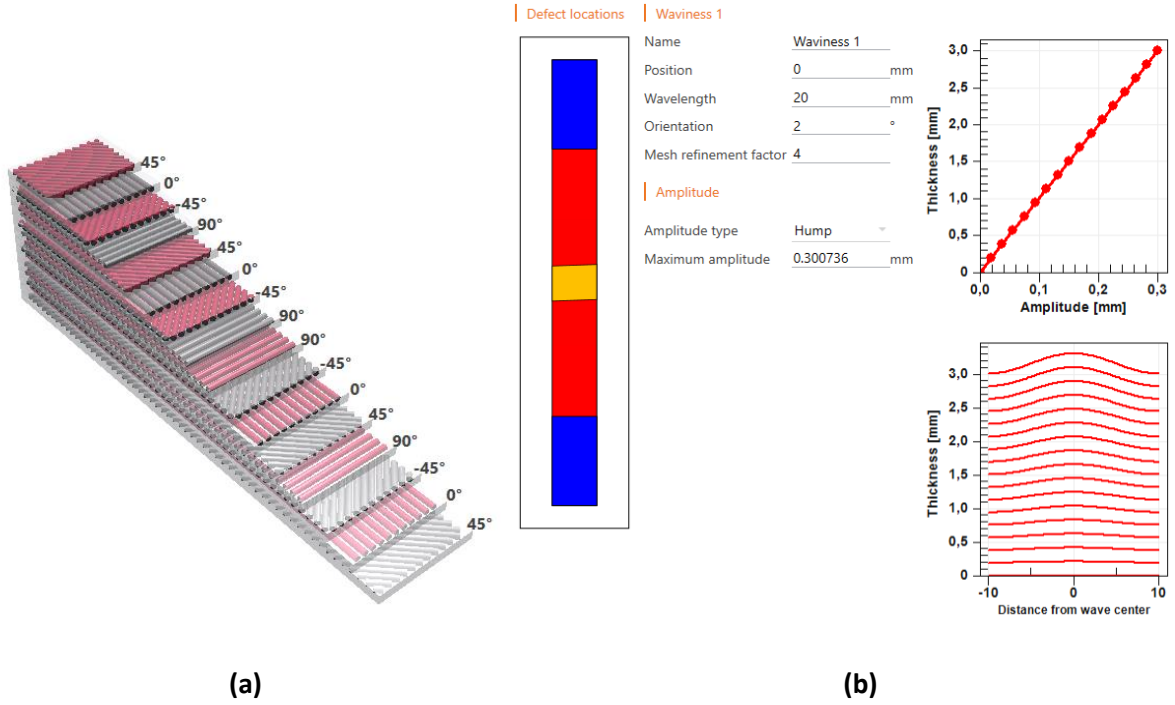 45°
0°
-45°
90°
45°
0°
-45°
90°
90°
-45°
0°
45°
90°
-45°
0°
45°
(a)
Defect locations
Waviness 1
Name Waviness 1
Position 0 mm
Wavelength 20 mm
Orientation 2 °
Mesh refinement factor 4
Amplitude
Amplitude type Hump
Maximum amplitude 0.300736 mm
Thickness [mm]
3,0
2,5
2,0
1,5
1,0
0,5
0
0,0 0,1 0,2 0,3
Amplitude [mm]
Thickness [mm]
3,0
2,5
2,0
1,5
1,0
0,5
0
-10 0 10
Distance from wave center
(b)